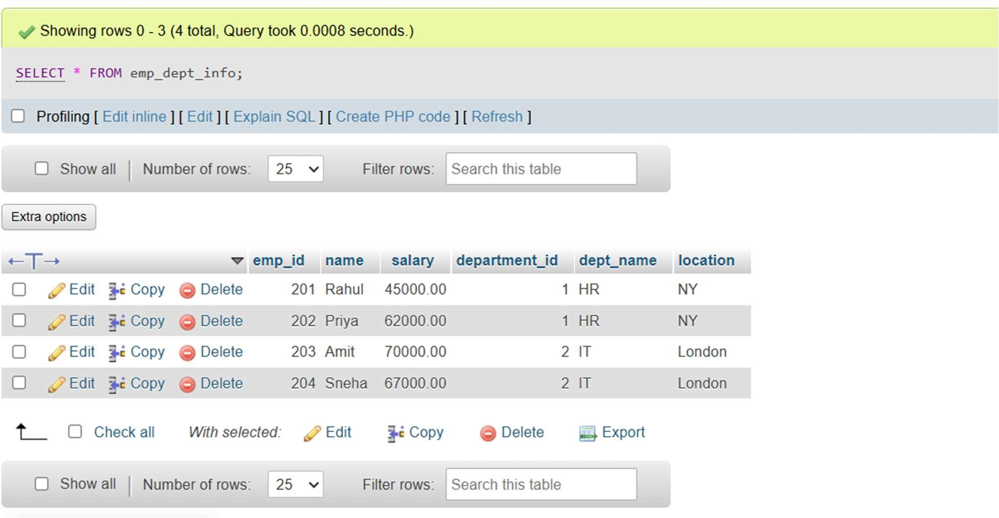 Showing rows 0 - 3 (4 total, Query took 0.0008 seconds.)
SELECT * FROM emp_dept_info;
Profiling [ Edit inline ] [ Edit ] [ Explain SQL ] [ Create PHP code ] [ Refresh ]
Show all | Number of rows: 25 Filter rows: Search this table
Extra options
←T→ emp_id name salary department_id dept_name location
Edit Copy Delete 201 Rahul 45000.00 1 HR NY
Edit Copy Delete 202 Priya 62000.00 1 HR NY
Edit Copy Delete 203 Amit 70000.00 2 IT London
Edit Copy Delete 204 Sneha 67000.00 2 IT London
Check all With selected: Edit Copy Delete Export
Show all | Number of rows: 25 Filter rows: Search this table